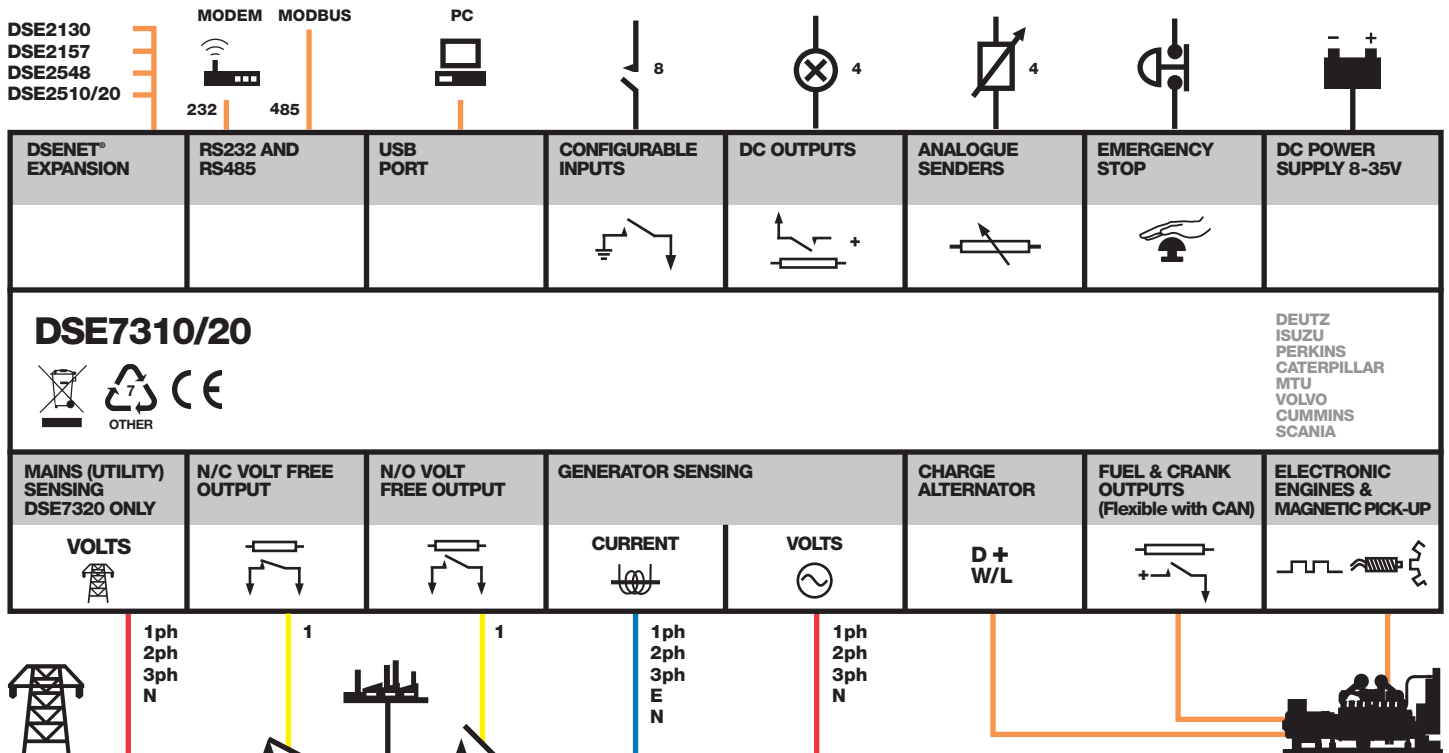 DSE2130
DSE2157
DSE2548
DSE2510/20
MODEM
MODBUS
232
485
PC
8
4
4
- +
DSENET®
EXPANSION
RS232 AND
RS485
USB
PORT
CONFIGURABLE
INPUTS
DC OUTPUTS
ANALOGUE
SENDERS
EMERGENCY
STOP
DC POWER
SUPPLY 8-35V
+
DSE7310/20
7
OTHER
CE
DEUTZ
ISUZU
PERKINS
CATERPILLAR
MTU
VOLVO
CUMMINS
SCANIA
MAINS (UTILITY)
SENSING
DSE7320 ONLY
N/C VOLT FREE
OUTPUT
N/O VOLT
FREE OUTPUT
GENERATOR SENSING
CHARGE
ALTERNATOR
FUEL & CRANK
OUTPUTS
(Flexible with CAN)
ELECTRONIC
ENGINES &
MAGNETIC PICK-UP
VOLTS
CURRENT
VOLTS
D +
W/L
+
1ph
2ph
3ph
N
1
1
1ph
2ph
3ph
E
N
1ph
2ph
3ph
N